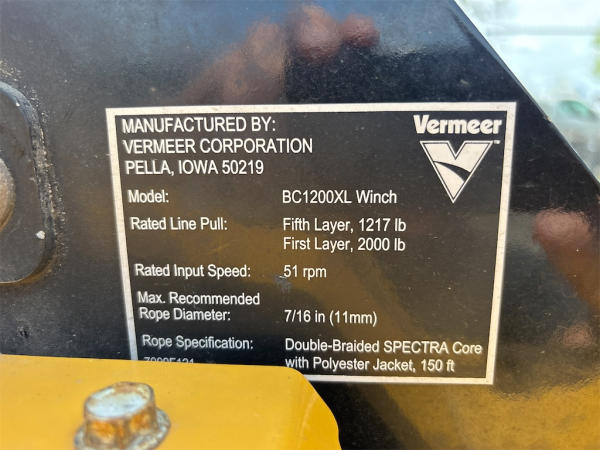 Vermeer
MANUFACTURED BY:
VERMEER CORPORATION
PELLA, IOWA 50219
Model: BC1200XL Winch
Rated Line Pull: Fifth Layer, 1217 lb
First Layer, 2000 lb
Rated Input Speed: 51 rpm
Max. Recommended
Rope Diameter: 7/16 in (11mm)
Rope Specification: Double-Braided SPECTRA Core
with Polyester Jacket, 150 ft